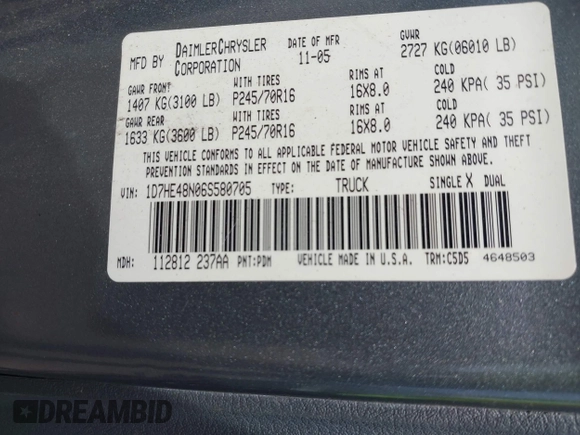 MFD BY DAIMLERCHRYSLER CORPORATION DATE OF MFR 11-05 GVWR 2727 KG(06010 LB)
GAWR FRONT WITH TIRES RIMS AT COLD
1407 KG(3100 LB) P245/70R16 16X8.0 240 KPA( 35 PSI)
GAWR REAR WITH TIRES RIMS AT COLD
1633 KG(3600 LB) P245/70R16 16X8.0 240 KPA( 35 PSI)
THIS VEHICLE CONFORMS TO ALL APPLICABLE FEDERAL MOTOR VEHICLE SAFETY AND THEFT
PREVENTION STANDARDS IN EFFECT ON THE DATE OF MANUFACTURE SHOWN ABOVE.
VIN: 1D7HE48N06S580705 TYPE: TRUCK SINGLE X DUAL
MDH: 112812 237AA PNT:PDM VEHICLE MADE IN U.S.A. TRM:C5D5 4648503
DREAMBID